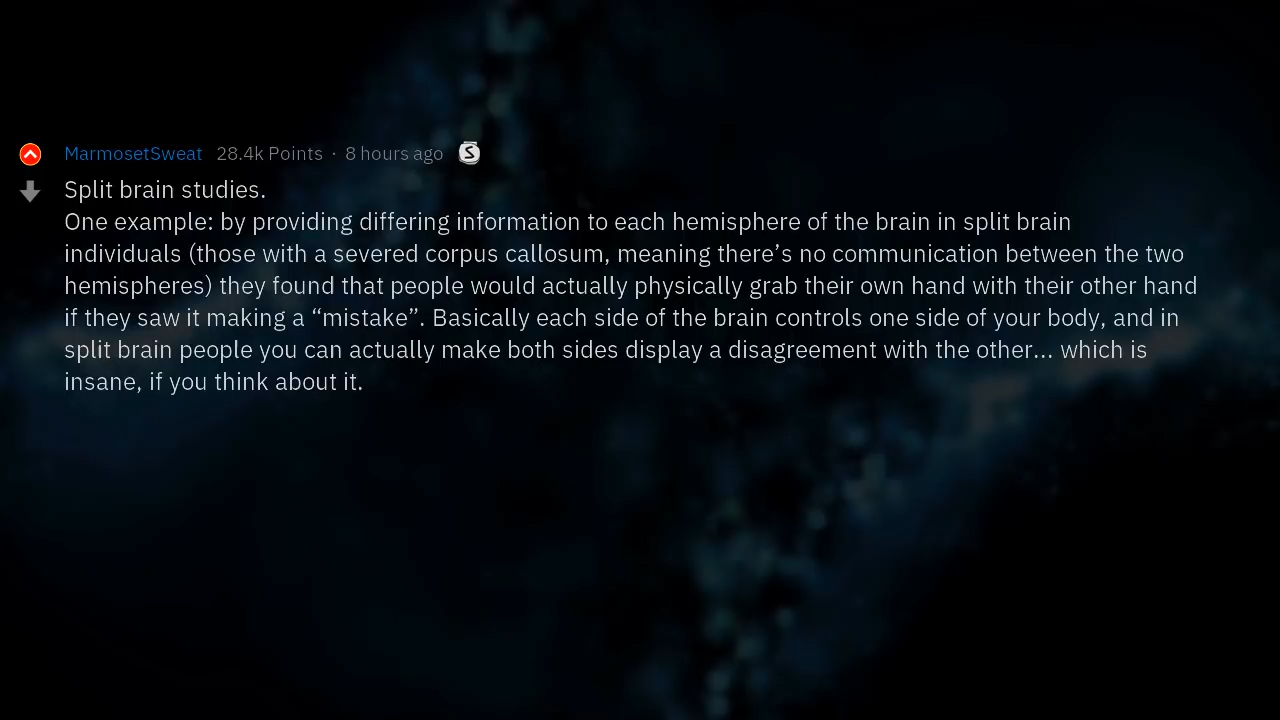 MarmosetSweat 28.4k Points · 8 hours ago S
Split brain studies.
One example: by providing differing information to each hemisphere of the brain in split brain
individuals (those with a severed corpus callosum, meaning there’s no communication between the two
hemispheres) they found that people would actually physically grab their own hand with their other hand
if they saw it making a “mistake”. Basically each side of the brain controls one side of your body, and in
split brain people you can actually make both sides display a disagreement with the other... which is
insane, if you think about it.